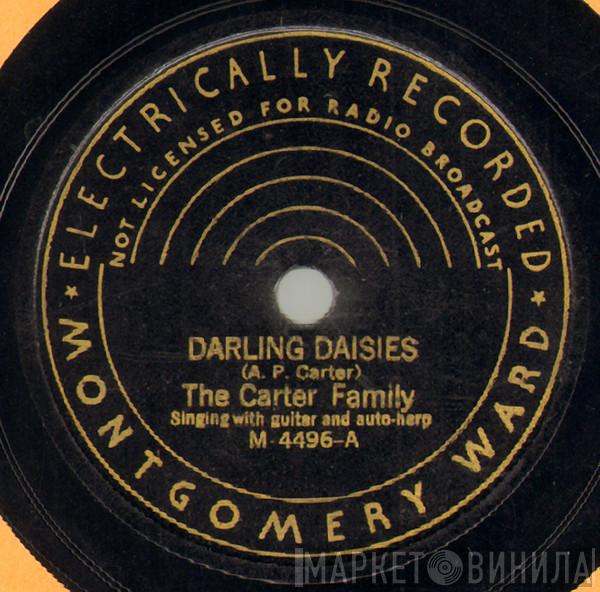 ELECTRICALLY RECORDED
NOT LICENSED FOR RADIO BROADCAST
DARLING DAISIES
(A. P. Carter)
The Carter Family
Singing with guitar and auto-harp
M-4496-A
MONTGOMERY WARD
МАРКЕТ ВИНИЛА